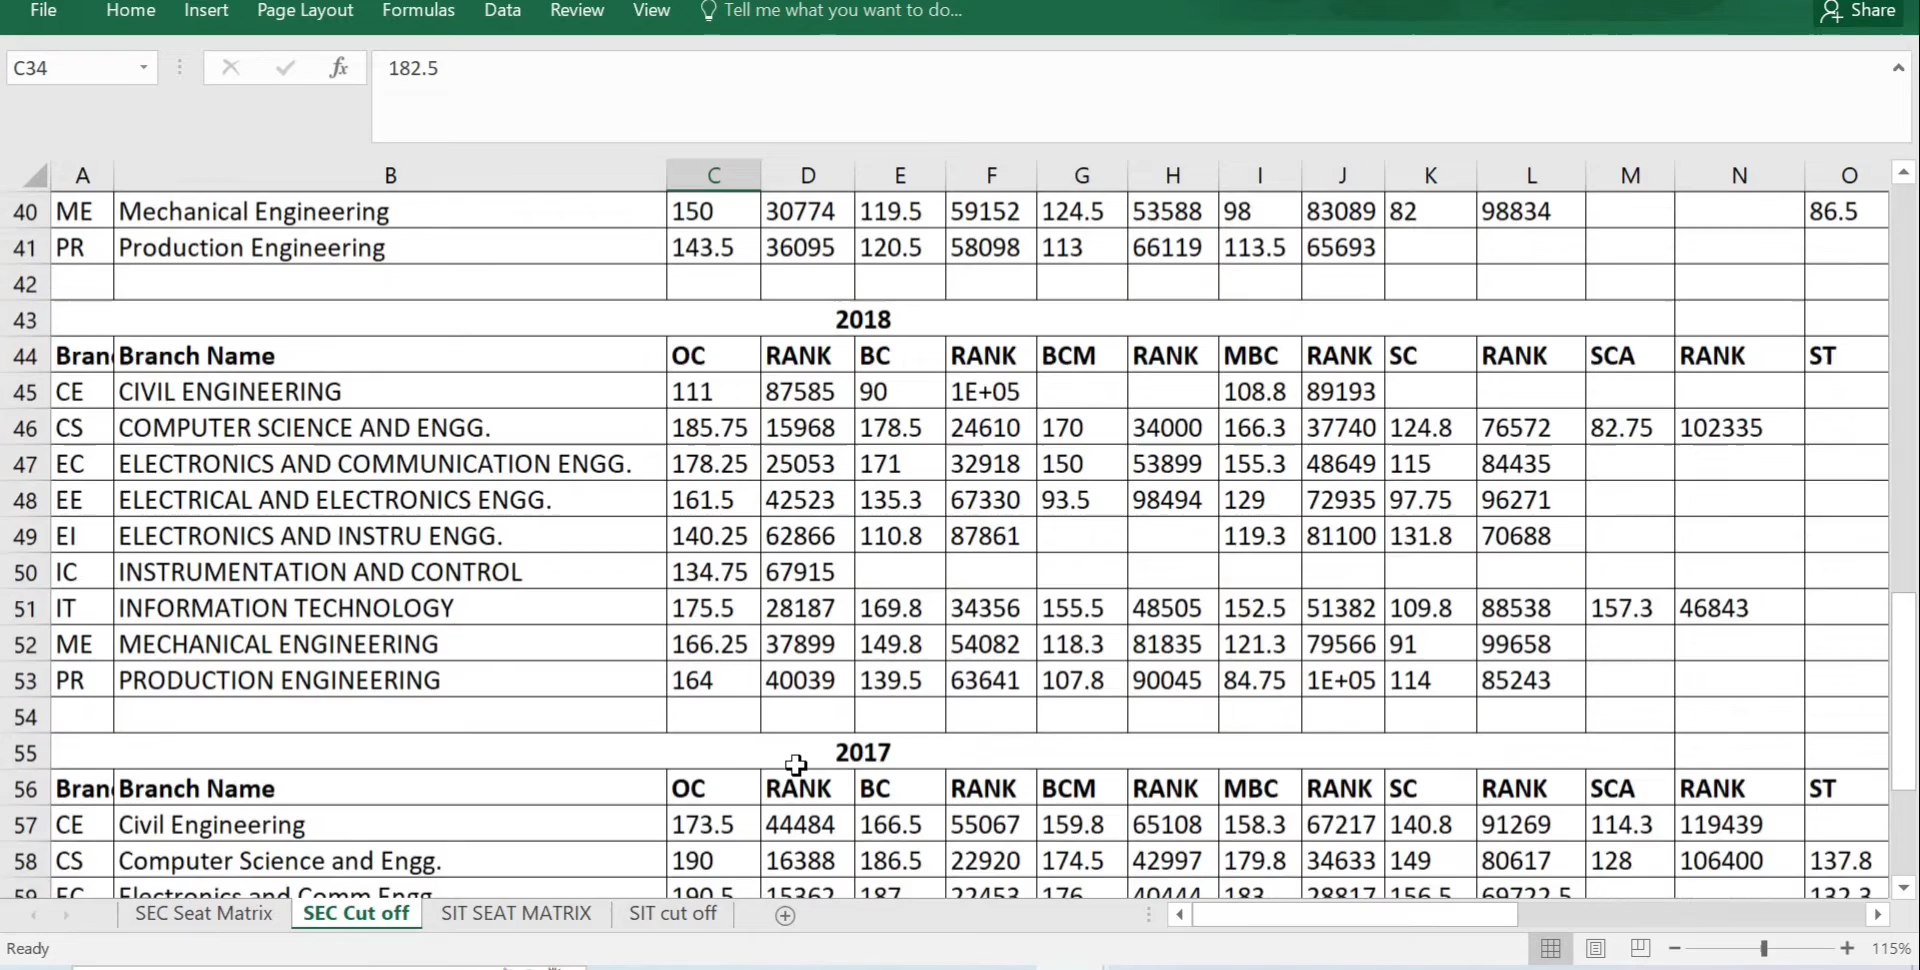 File Home Insert Page Layout Formulas Data Review View Tell me what you want to do... Share
C34 fx 182.5
A B C D E F G H I J K L M N O
40 ME Mechanical Engineering 150 30774 119.5 59152 124.5 53588 98 83089 82 98834 86.5
41 PR Production Engineering 143.5 36095 120.5 58098 113 66119 113.5 65693
42
43 2018
44 Bran Branch Name OC RANK BC RANK BCM RANK MBC RANK SC RANK SCA RANK ST
45 CE CIVIL ENGINEERING 111 87585 90 1E+05 108.8 89193
46 CS COMPUTER SCIENCE AND ENGG. 185.75 15968 178.5 24610 170 34000 166.3 37740 124.8 76572 82.75 102335
47 EC ELECTRONICS AND COMMUNICATION ENGG. 178.25 25053 171 32918 150 53899 155.3 48649 115 84435
48 EE ELECTRICAL AND ELECTRONICS ENGG. 161.5 42523 135.3 67330 93.5 98494 129 72935 97.75 96271
49 EI ELECTRONICS AND INSTRU ENGG. 140.25 62866 110.8 87861 119.3 81100 131.8 70688
50 IC INSTRUMENTATION AND CONTROL 134.75 67915
51 IT INFORMATION TECHNOLOGY 175.5 28187 169.8 34356 155.5 48505 152.5 51382 109.8 88538 157.3 46843
52 ME MECHANICAL ENGINEERING 166.25 37899 149.8 54082 118.3 81835 121.3 79566 91 99658
53 PR PRODUCTION ENGINEERING 164 40039 139.5 63641 107.8 90045 84.75 1E+05 114 85243
54
55 2017
56 Bran Branch Name OC RANK BC RANK BCM RANK MBC RANK SC RANK SCA RANK ST
57 CE Civil Engineering 173.5 44484 166.5 55067 159.8 65108 158.3 67217 140.8 91269 114.3 119439
58 CS Computer Science and Engg. 190 16388 186.5 22920 174.5 42997 179.8 34633 149 80617 128 106400 137.8
59 EC Electronics and Comm Engg. 190.5 15362 187 22453 176 40444 183 28817 156.5 69722.5 132.3
SEC Seat Matrix SEC Cut off SIT SEAT MATRIX SIT cut off
Ready 115%